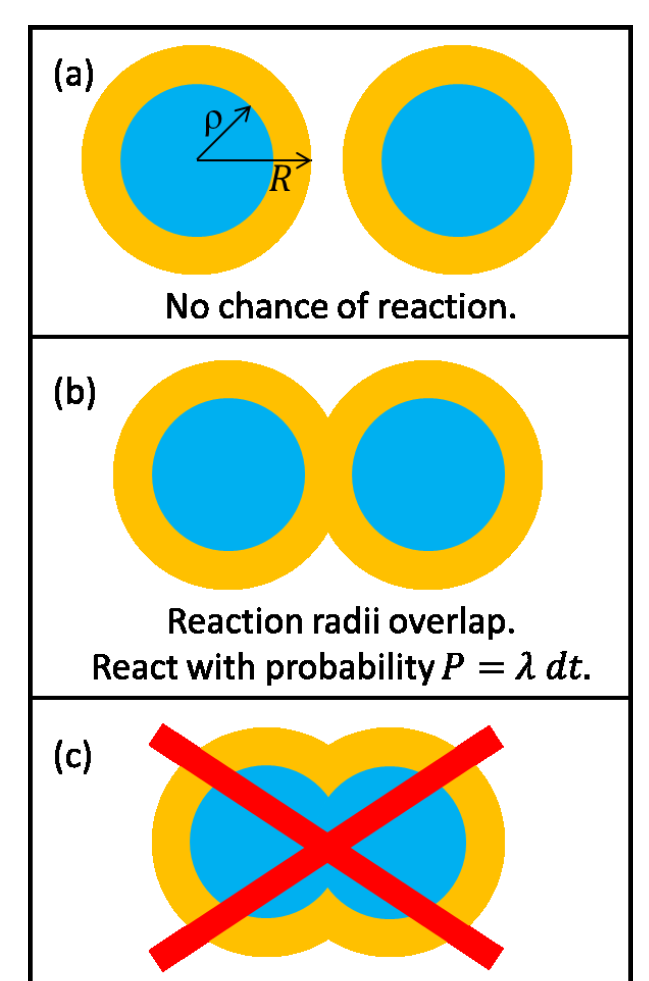 (a)
ρ
R
No chance of reaction.
(b)
Reaction radii overlap.
React with probability P = λ dt.
(c)